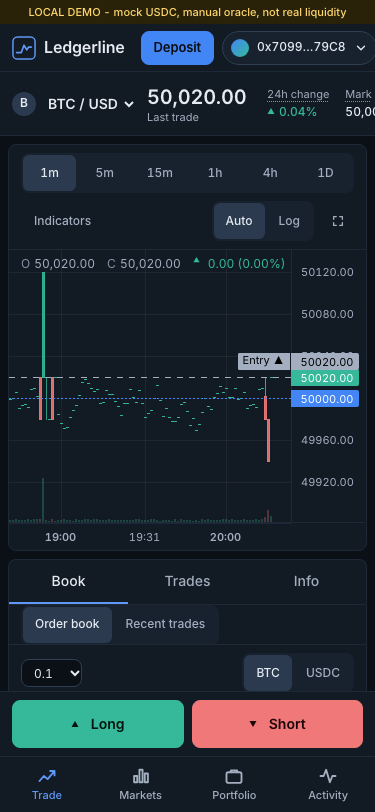 LOCAL DEMO - mock USDC, manual oracle, not real liquidity
Ledgerline
Deposit
0x7099...79C8
B
BTC / USD
50,020.00
Last trade
24h change
0.04%
Mark
1m 5m 15m 1h 4h 1D
Indicators
Auto Log
O 50,020.00 C 50,020.00 0.00 (0.00%)
50120.00
50080.00
Entry ▲ 50020.00
50020.00
50000.00
49960.00
49920.00
19:00 19:31 20:00
Book Trades Info
Order book Recent trades
0.1
BTC USDC
▲ Long
▼ Short
Trade Markets Portfolio Activity